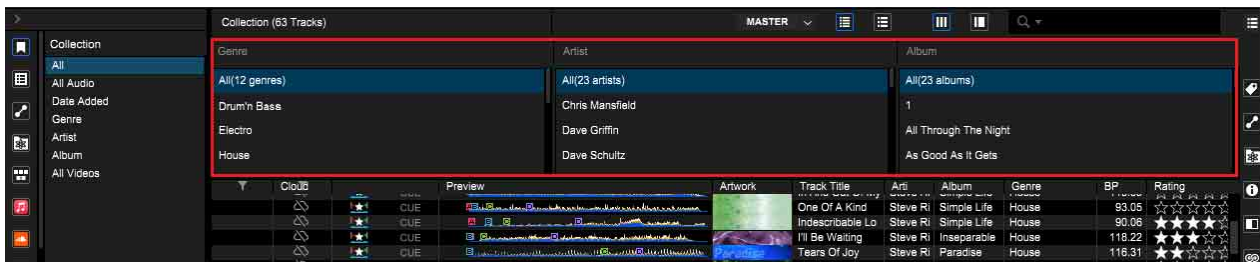 Collection (63 Tracks)
MASTER
Collection
All
All Audio
Date Added
Genre
Artist
Album
All Videos
Genre Artist Album
All(12 genres) All(23 artists) All(23 albums)
Drum'n Bass Chris Mansfield 1
Electro Dave Griffin All Through The Night
House Dave Schultz As Good As It Gets
Cloud Preview Artwork Track Title Arti Album Genre BP Rating
CUE One Of A Kind Steve Ri Simple Life House 93.05
CUE Indescribable Lo Steve Ri Simple Life House 90.06
CUE I'll Be Waiting Steve Ri Inseparable House 118.22
CUE Paradise Tears Of Joy Steve Ri Paradise House 116.31